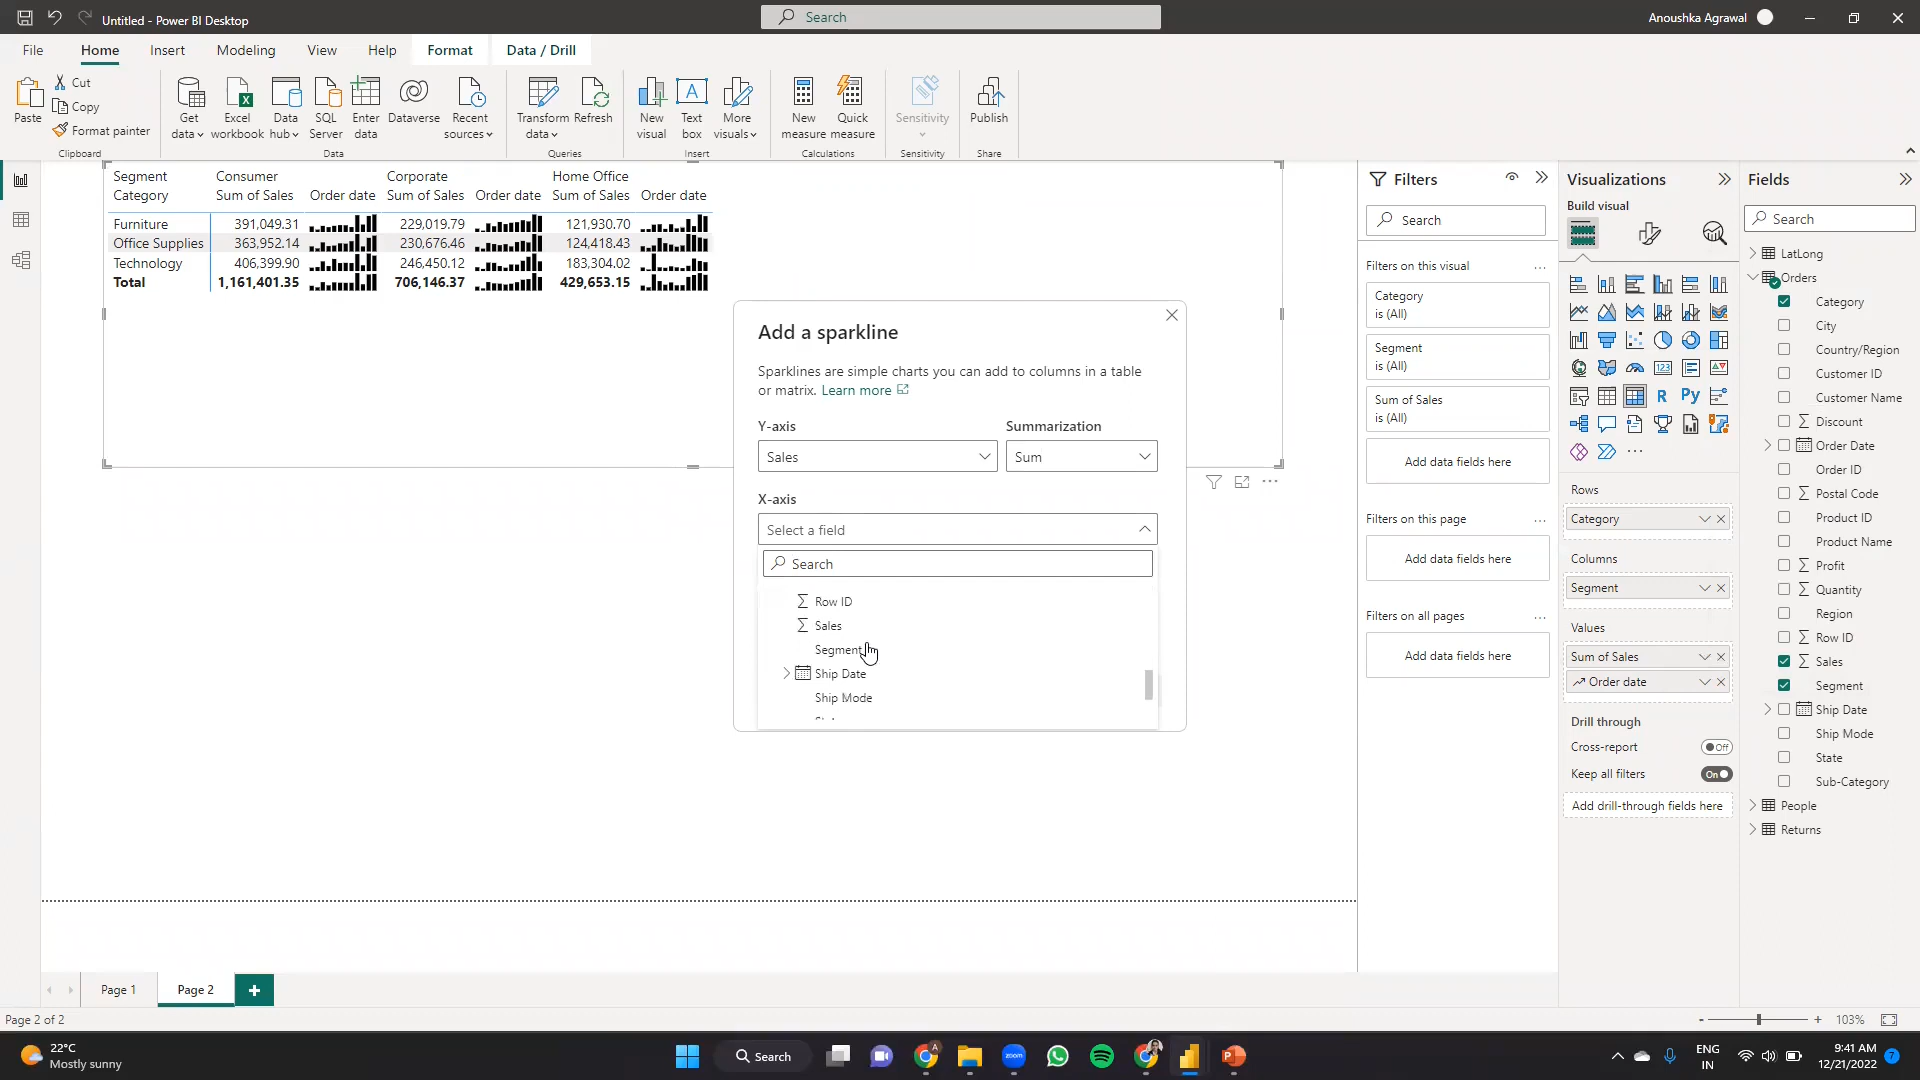 Untitled - Power BI Desktop
Search
Anoushka Agrawal
File
Home
Insert
Modeling
View
Help
Format
Data / Drill
Paste
Cut
Copy
Format painter
Clipboard
Get data
Excel workbook
Data hub
SQL Server
Enter data
Dataverse
Recent sources
Data
Transform data
Refresh
Queries
New visual
Text box
More visuals
Insert
New measure
Quick measure
Calculations
Sensitivity
Sensitivity
Publish
Share
Segment Consumer Corporate Home Office
Category Sum of Sales Order date Sum of Sales Order date Sum of Sales Order date
Furniture 391,049.31 229,019.79 121,930.70
Office Supplies 363,952.14 230,676.46 124,418.43
Technology 406,399.90 246,450.12 183,304.02
Total 1,161,401.35 706,146.37 429,653.15
Add a sparkline
Sparklines are simple charts you can add to columns in a table
or matrix. Learn more
Y-axis
Summarization
Sales
Sum
X-axis
Select a field
Search
Row ID
Sales
Segment
Ship Date
Ship Mode
Filters
Search
Filters on this visual
Category
is (All)
Segment
is (All)
Sum of Sales
is (All)
Add data fields here
Filters on this page
Add data fields here
Filters on all pages
Add data fields here
Visualizations
Build visual
123
R
Py
Rows
Category
Columns
Segment
Values
Sum of Sales
Order date
Drill through
Cross-report
Off
Keep all filters
On
Add drill-through fields here
Fields
Search
LatLong
Orders
Category
City
Country/Region
Customer ID
Customer Name
Discount
Order Date
Order ID
Postal Code
Product ID
Product Name
Profit
Quantity
Region
Row ID
Sales
Segment
Ship Date
Ship Mode
State
Sub-Category
People
Returns
Page 1
Page 2
Page 2 of 2
103%
22°C
Mostly sunny
Search
zoom
ENG
IN
9:41 AM
12/21/2022
7